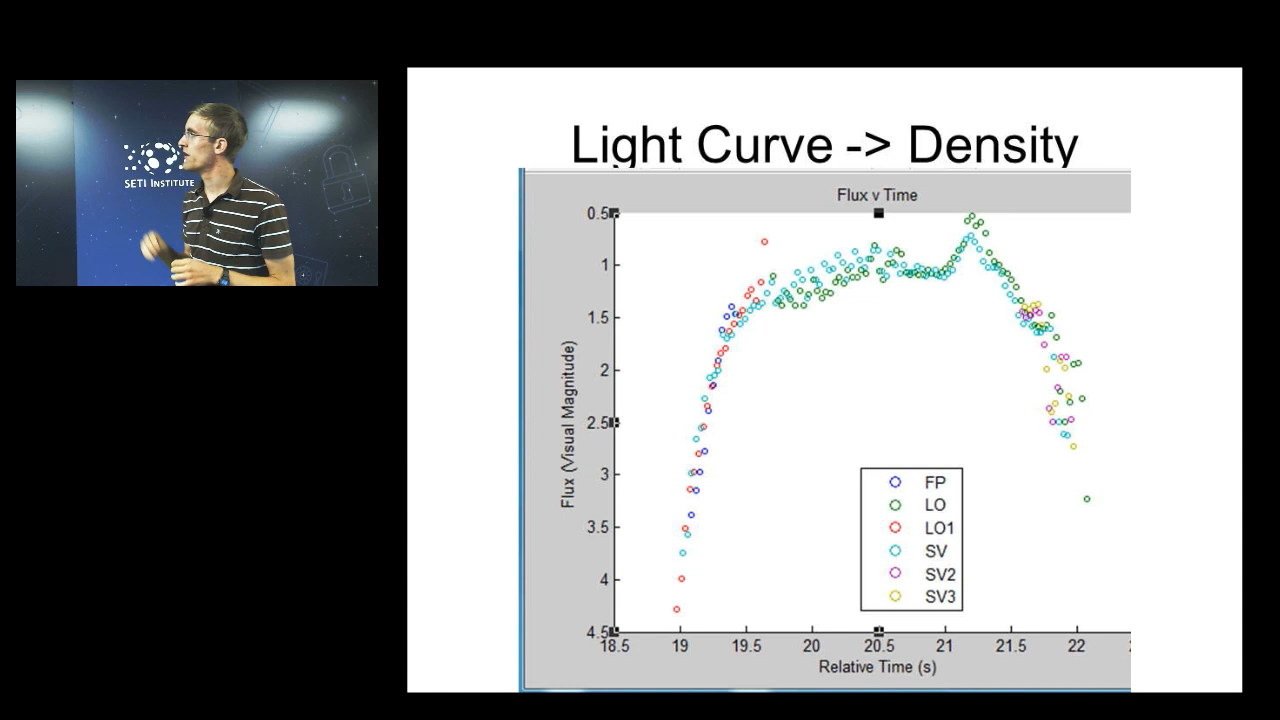 SETI INSTITUTE
Light Curve -> Density
Flux v Time
0.5
1
1.5
2
2.5
3
3.5
4
4.5
Flux (Visual Magnitude)
FP
LO
LO1
SV
SV2
SV3
18.5 19 19.5 20 20.5 21 21.5 22
Relative Time (s)